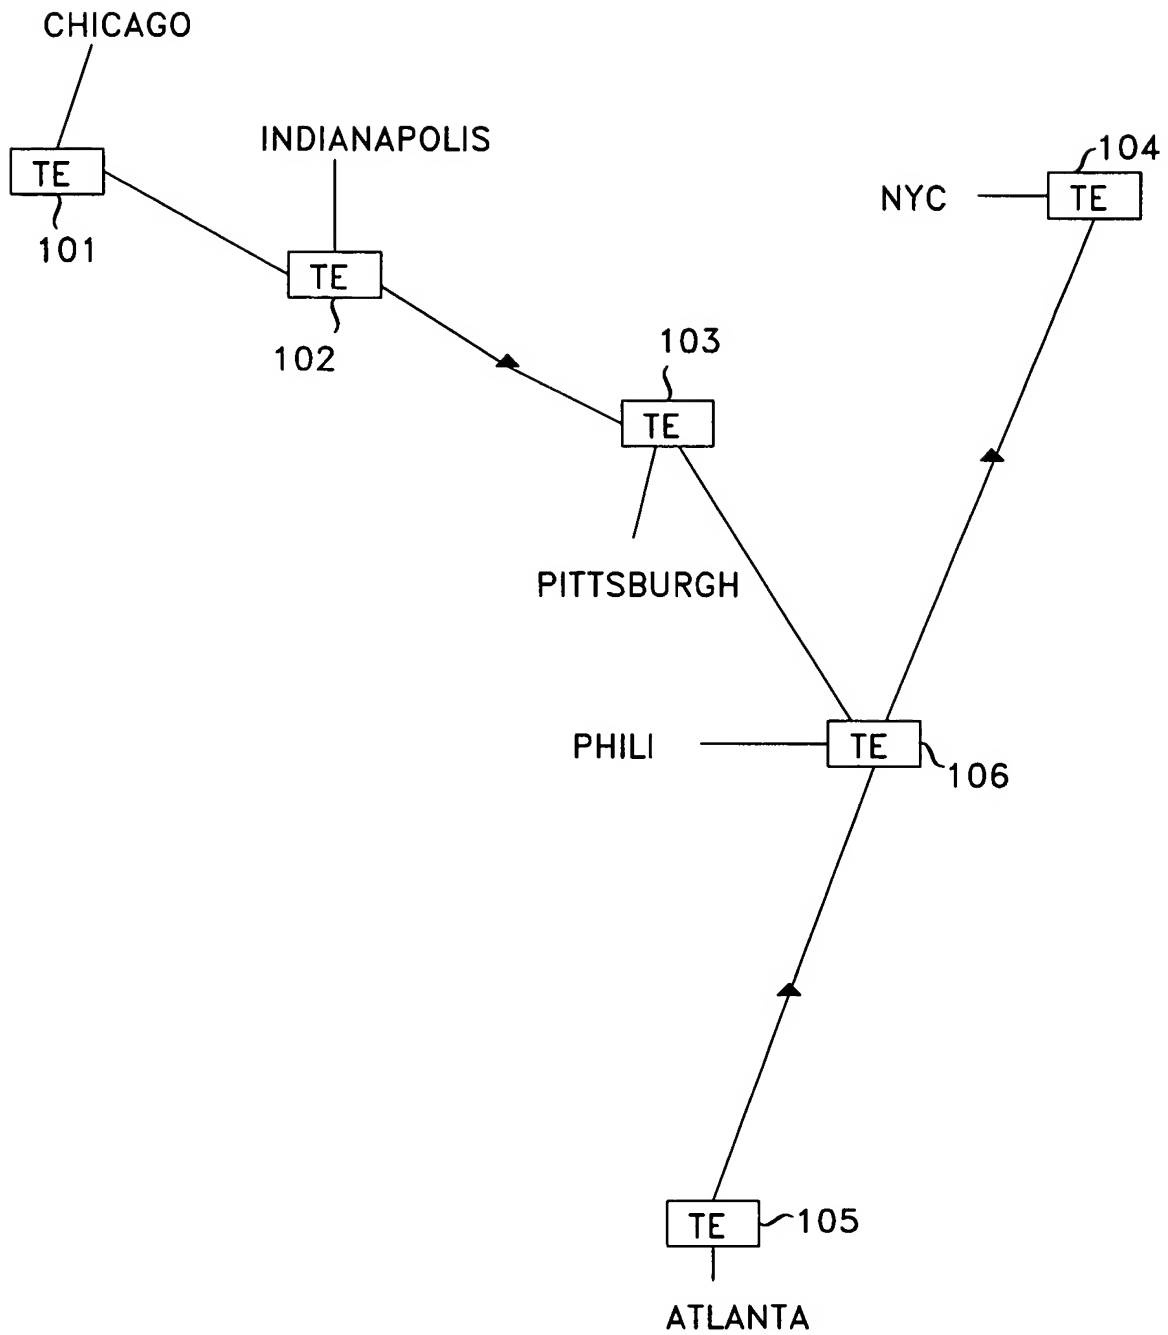 CHICAGO
TE
101
INDIANAPOLIS
TE
102
103
TE
PITTSBURGH
104
NYC
TE
PHILI
TE
106
TE
105
ATLANTA